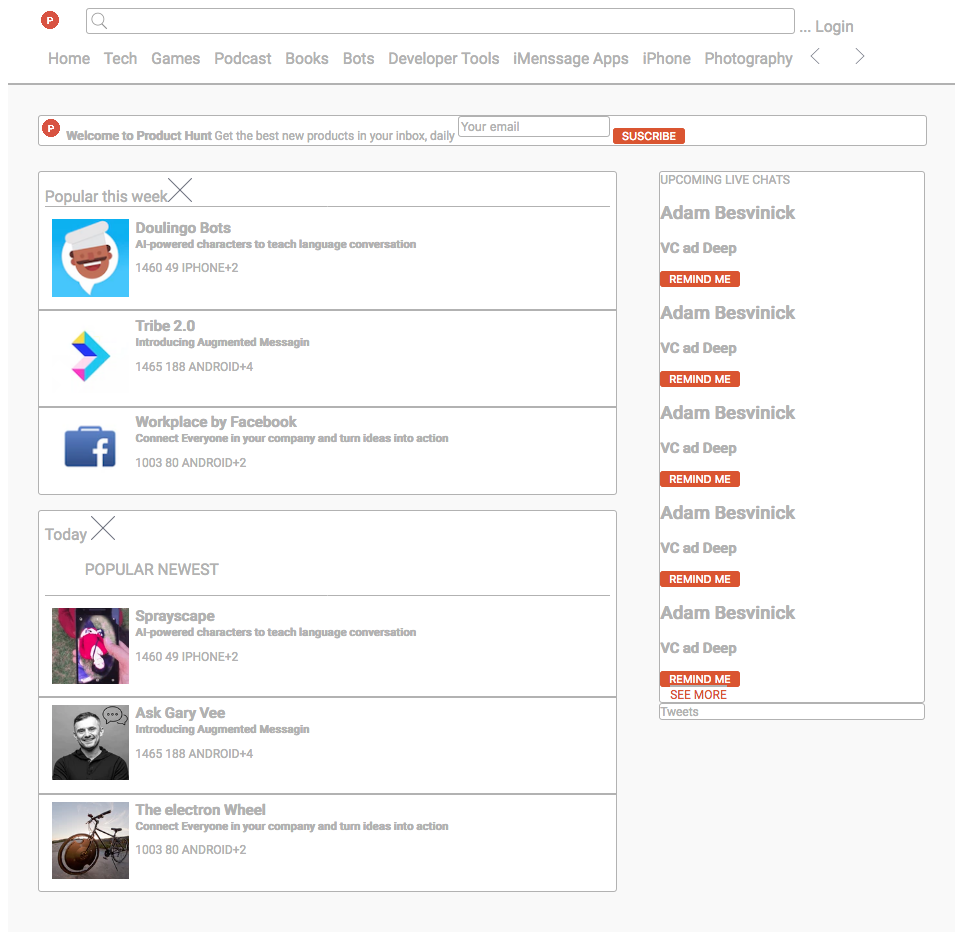 P
... Login
Home Tech Games Podcast Books Bots Developer Tools iMenssage Apps iPhone Photography
P Welcome to Product Hunt Get the best new products in your inbox, daily Your email SUSCRIBE
Popular this week
Doulingo Bots
AI-powered characters to teach language conversation
1460 49 IPHONE+2
Tribe 2.0
Introducing Augmented Messagin
1465 188 ANDROID+4
Workplace by Facebook
Connect Everyone in your company and turn ideas into action
1003 80 ANDROID+2
Today
POPULAR NEWEST
Sprayscape
AI-powered characters to teach language conversation
1460 49 IPHONE+2
Ask Gary Vee
Introducing Augmented Messagin
1465 188 ANDROID+4
The electron Wheel
Connect Everyone in your company and turn ideas into action
1003 80 ANDROID+2
UPCOMING LIVE CHATS
Adam Besvinick
VC ad Deep
REMIND ME
Adam Besvinick
VC ad Deep
REMIND ME
Adam Besvinick
VC ad Deep
REMIND ME
Adam Besvinick
VC ad Deep
REMIND ME
Adam Besvinick
VC ad Deep
REMIND ME
SEE MORE
Tweets